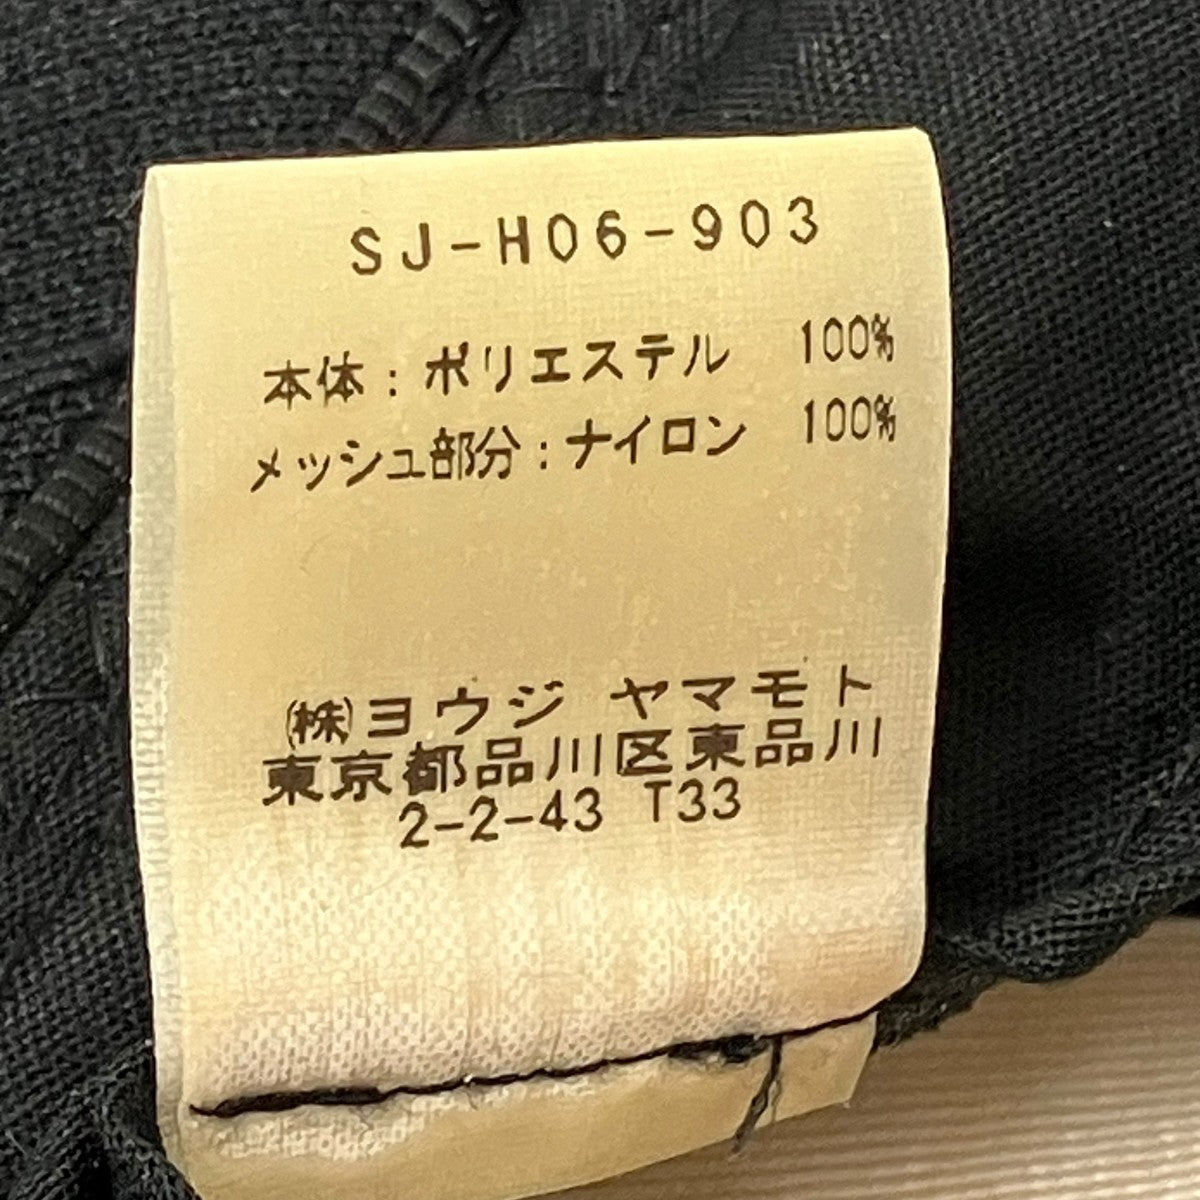 SJ-H06-903
本体：ポリエステル 100%
メッシュ部分：ナイロン 100%
(株)ヨウジ ヤマモト
東京都品川区東品川
2-2-43 T33